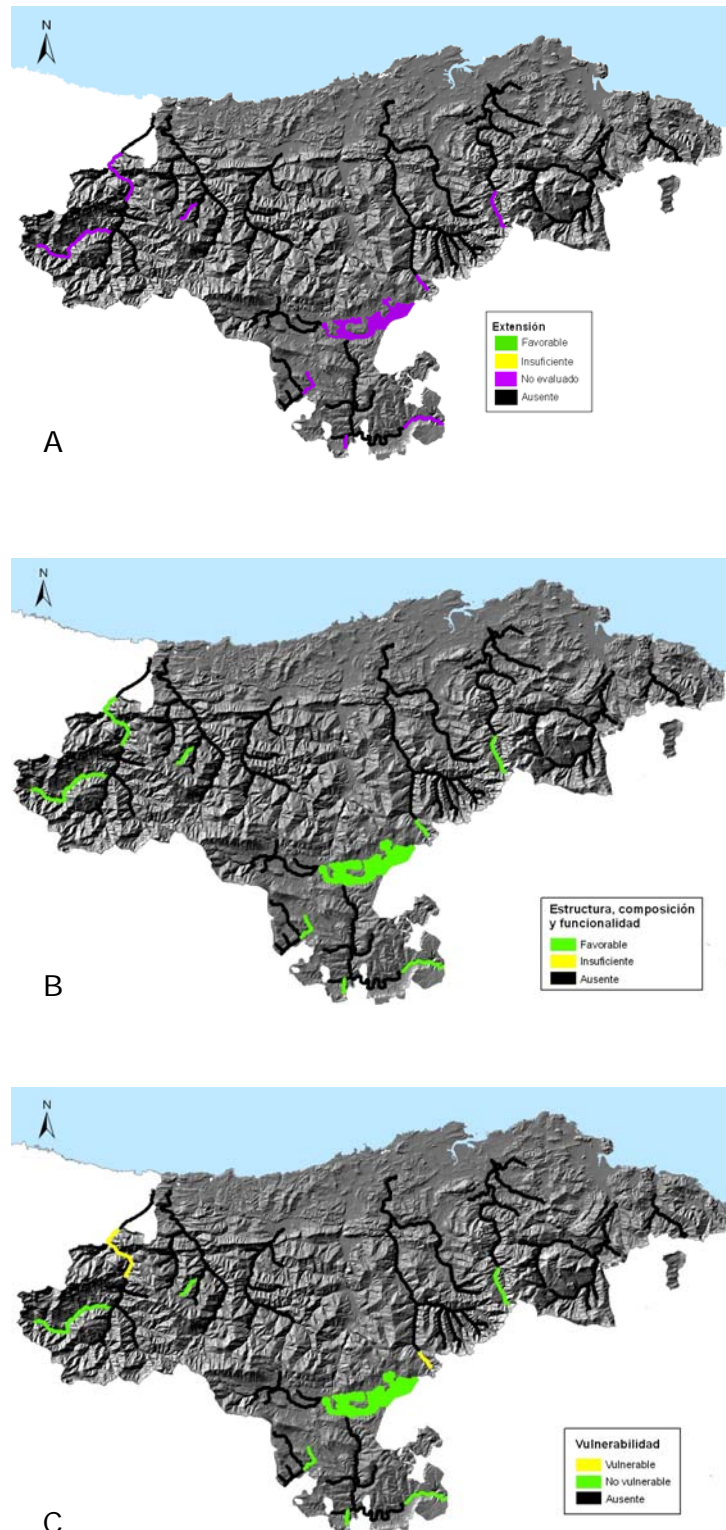 N
Extensión
Favorable
Insuficiente
No evaluado
Ausente
A
N
Estructura, composición
y funcionalidad
Favorable
Insuficiente
Ausente
B
N
Vulnerabilidad
Vulnerable
No vulnerable
Ausente
C